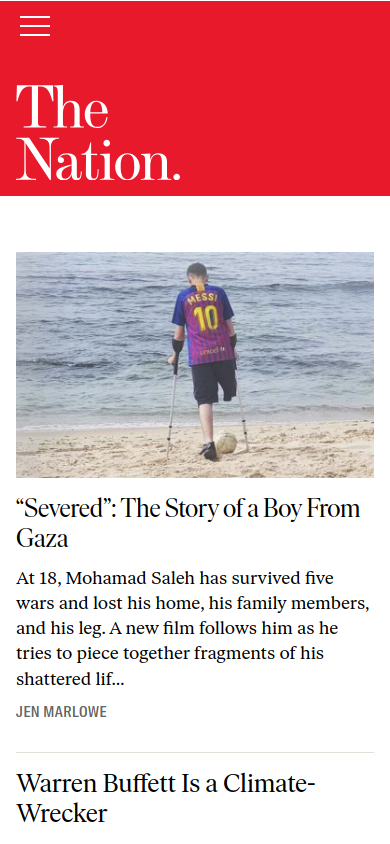 The
Nation.
MESSI
10
unicef
“Severed”: The Story of a Boy From
Gaza
At 18, Mohamad Saleh has survived five
wars and lost his home, his family members,
and his leg. A new film follows him as he
tries to piece together fragments of his
shattered lif...
JEN MARLOWE
Warren Buffett Is a Climate-
Wrecker